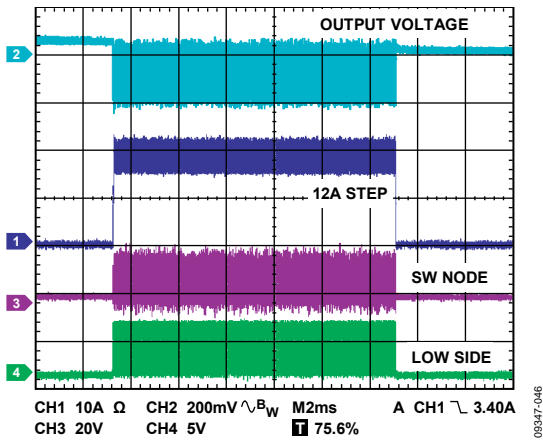 OUTPUT VOLTAGE
2
12A STEP
1
SW NODE
3
LOW SIDE
4
CH1 10A Ω CH2 200mV ∿BW M2ms A CH1 ⁠㇂ 3.40A
CH3 20V CH4 5V T 75.6%
09347-046